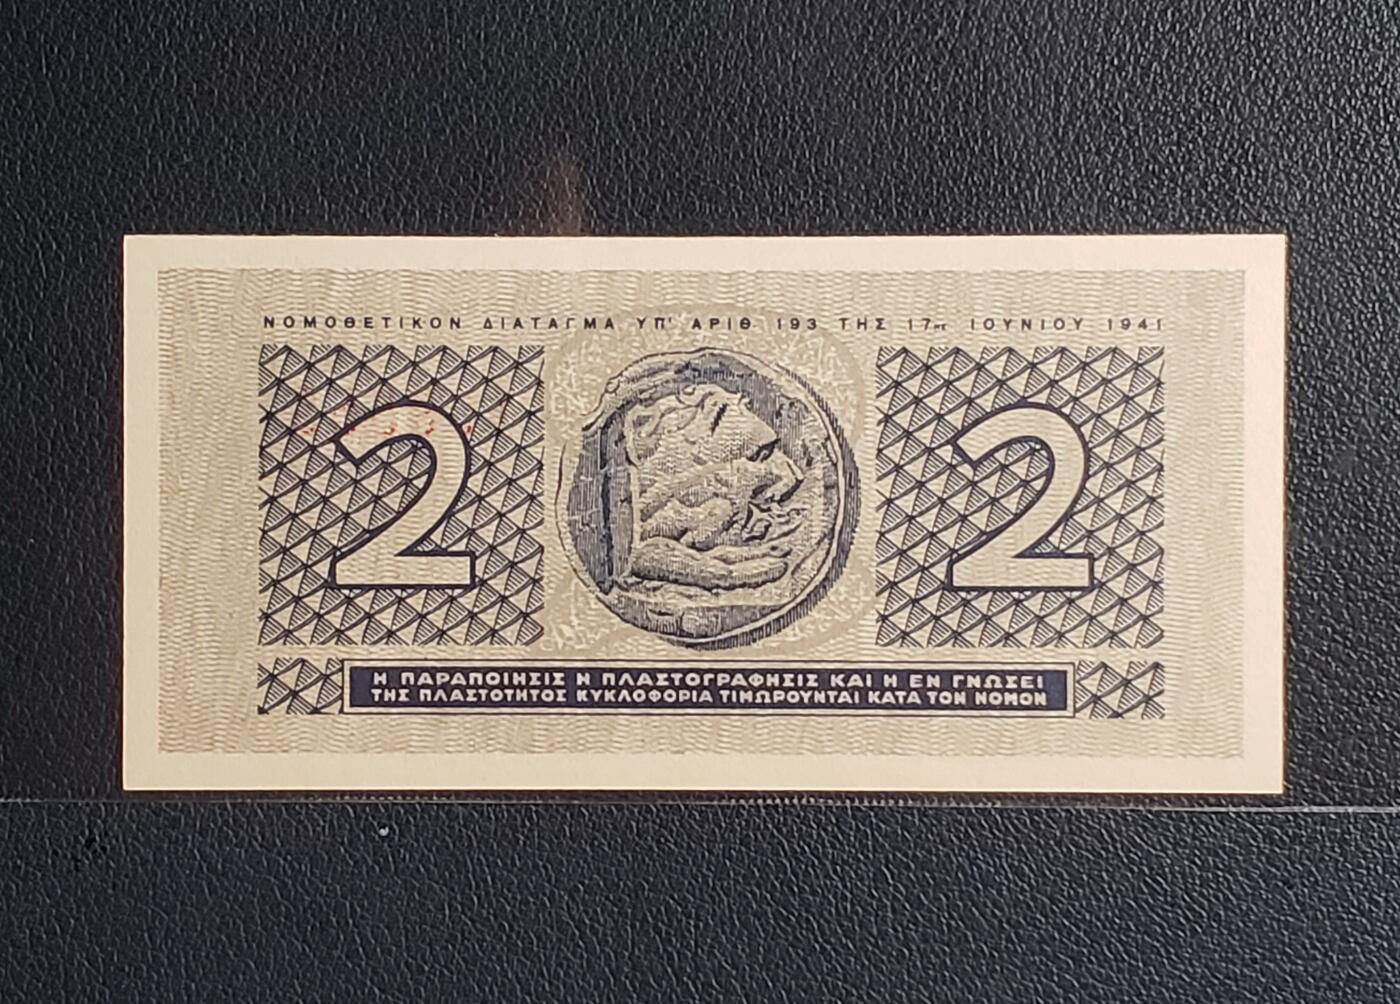 ΝΟΜΟΘΕΤΙΚΟΝ ΔΙΑΤΑΓΜΑ ΥΠ' ΑΡΙΘ 193 ΤΗΣ 17ης ΙΟΥΝΙΟΥ 1941
2 2
Η ΠΑΡΑΠΟΙΗΣΙΣ Η ΠΛΑΣΤΟΓΡΑΦΗΣΙΣ ΚΑΙ Η ΕΝ ΓΝΩΣΕΙ
ΤΗΣ ΠΛΑΣΤΟΤΗΤΟΣ ΚΥΚΛΟΦΟΡΙΑ ΤΙΜΩΡΟΥΝΤΑΙ ΚΑΤΑ ΤΟΝ ΝΟΜΟΝ